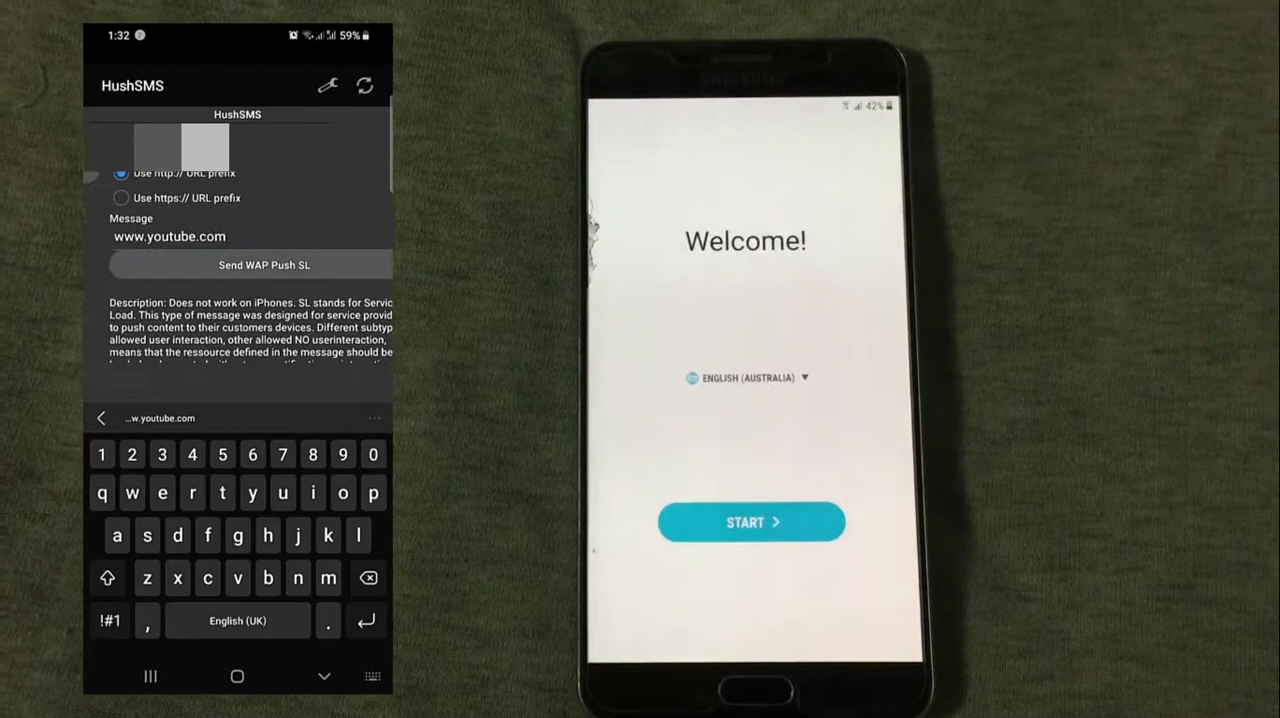 1:32
59%
HushSMS
HushSMS
Use http:// URL prefix
Use https:// URL prefix
Message
www.youtube.com
Send WAP Push SL
Description: Does not work on iPhones. SL stands for Servic
Load. This type of message was designed for service provid
to push content to their customers devices. Different subtyp
allowed user interaction, other allowed NO userinteraction,
means that the ressource defined in the message should be
...w.youtube.com
1 2 3 4 5 6 7 8 9 0
q w e r t y u i o p
a s d f g h j k l
z x c v b n m
!#1 , English (UK) .
SAMSUNG
42%
Welcome!
ENGLISH (AUSTRALIA)
START